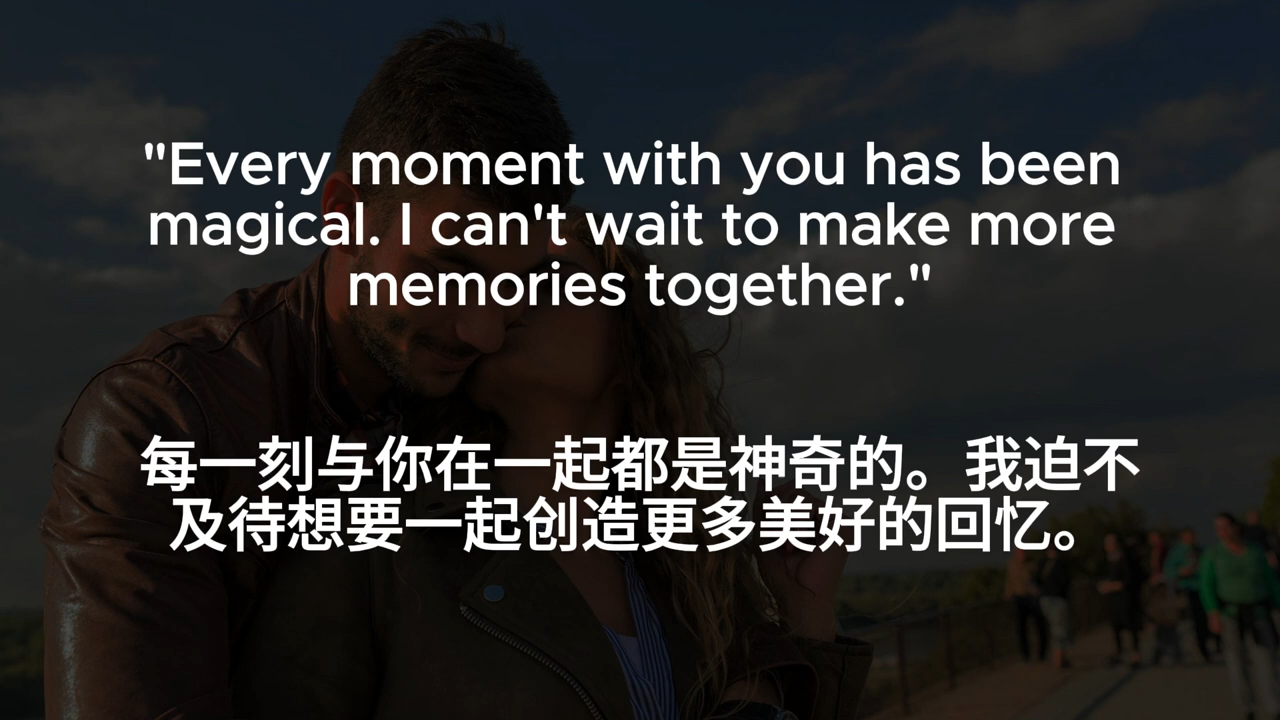 "Every moment with you has been
magical. I can't wait to make more
memories together."
每一刻与你在一起都是神奇的。我迫不
及待想要一起创造更多美好的回忆。